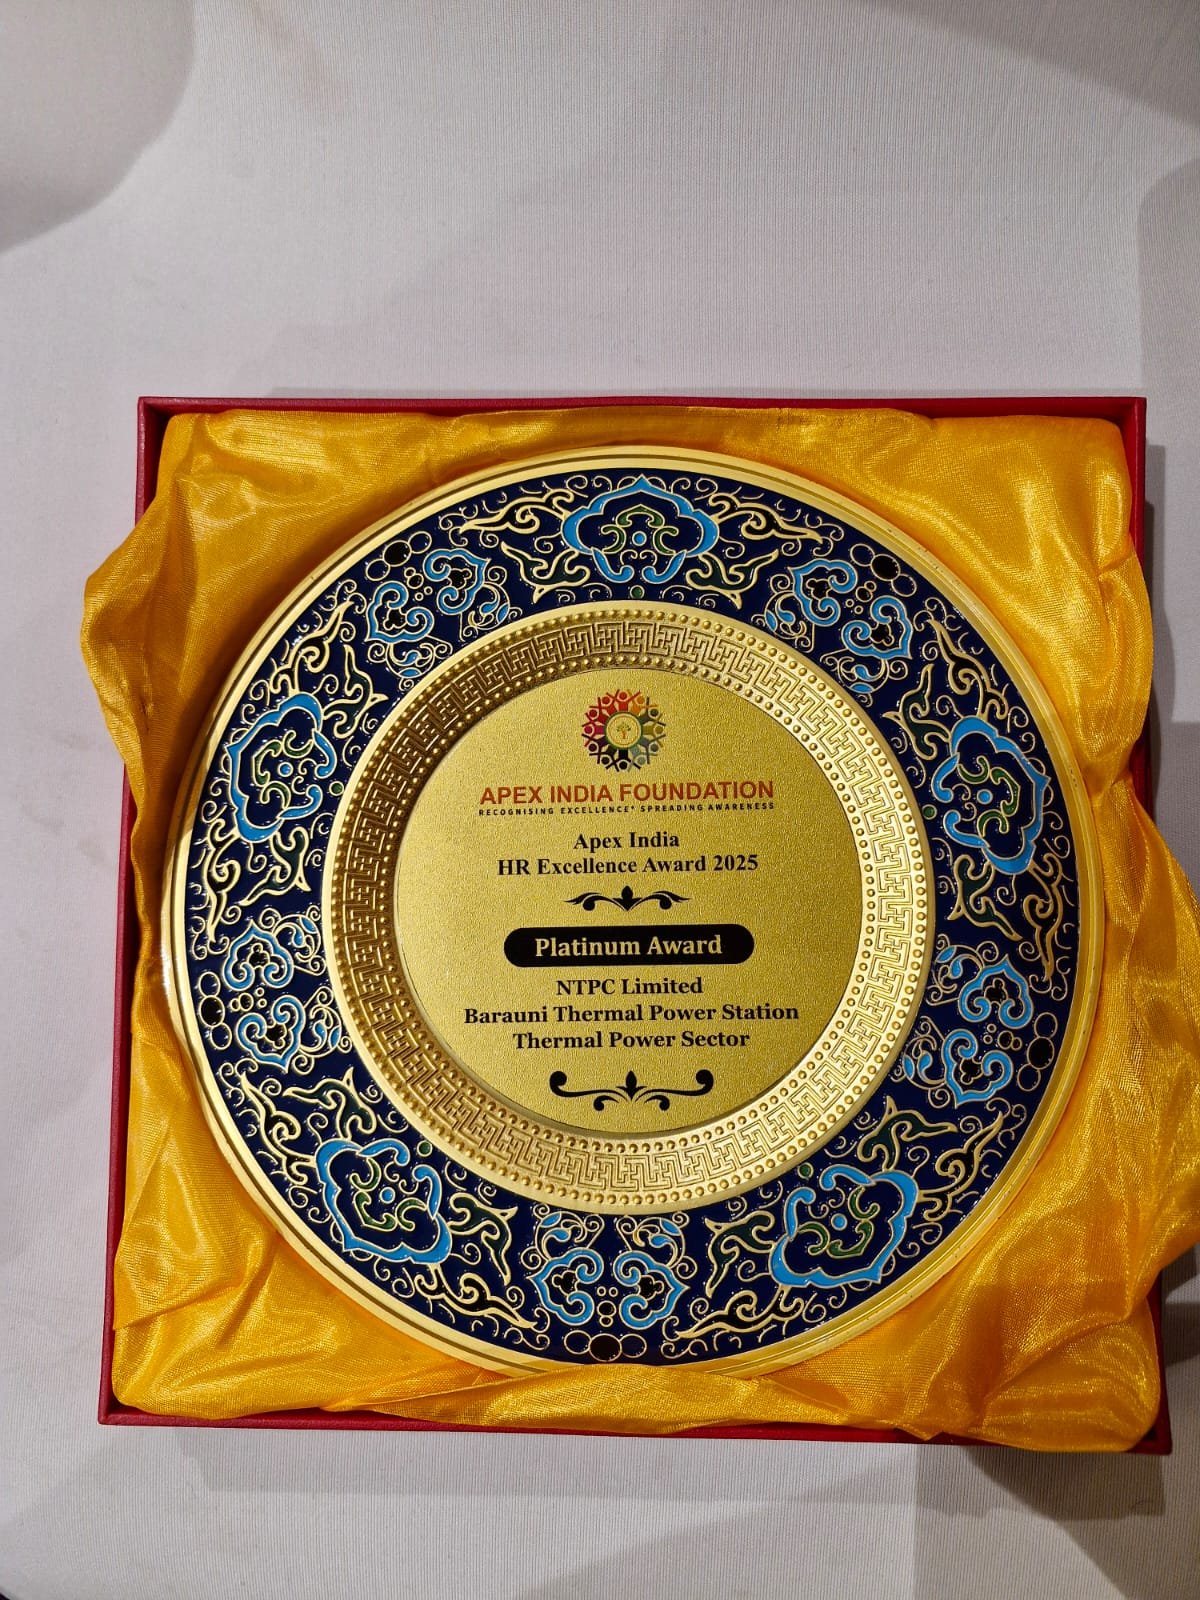 APEX INDIA FOUNDATION
RECOGNISING EXCELLENCE* SPREADING AWARENESS
Apex India
HR Excellence Award 2025
Platinum Award
NTPC Limited
Barauni Thermal Power Station
Thermal Power Sector